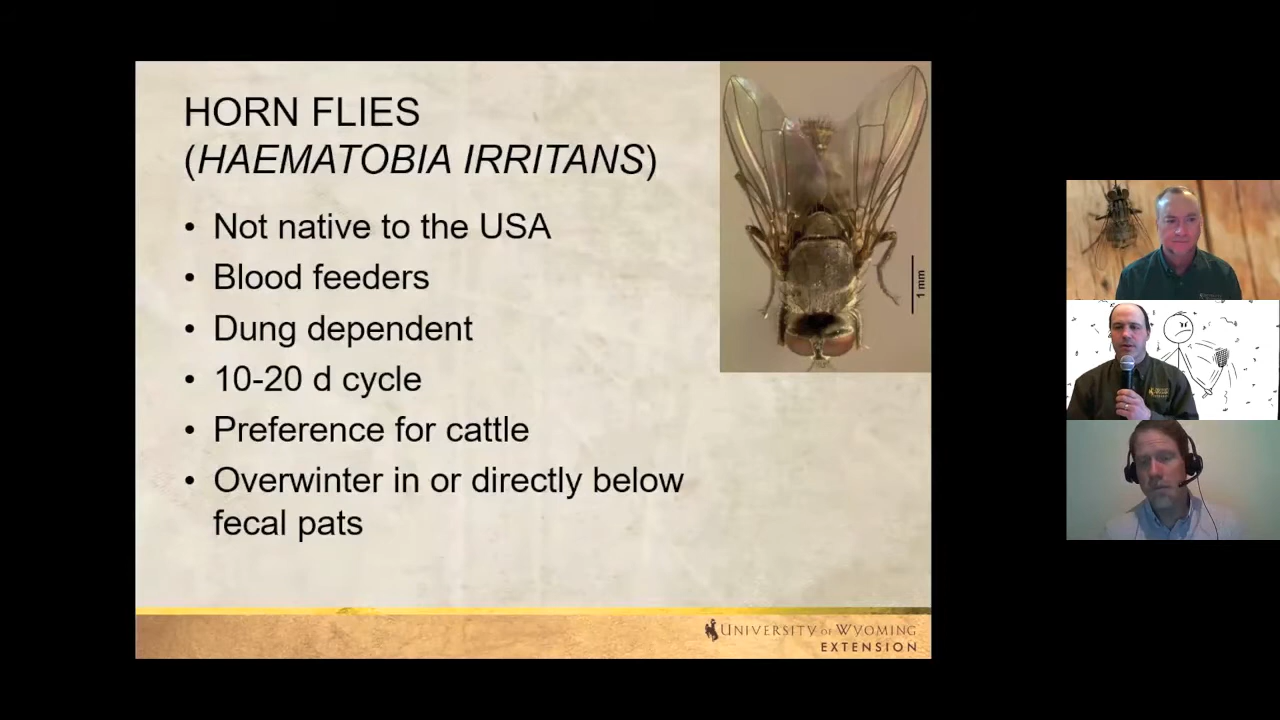 HORN FLIES
(HAEMATOBIA IRRITANS)
• Not native to the USA
• Blood feeders
• Dung dependent
• 10-20 d cycle
• Preference for cattle
• Overwinter in or directly below
fecal pats
1 mm
UNIVERSITY OF WYOMING
EXTENSION